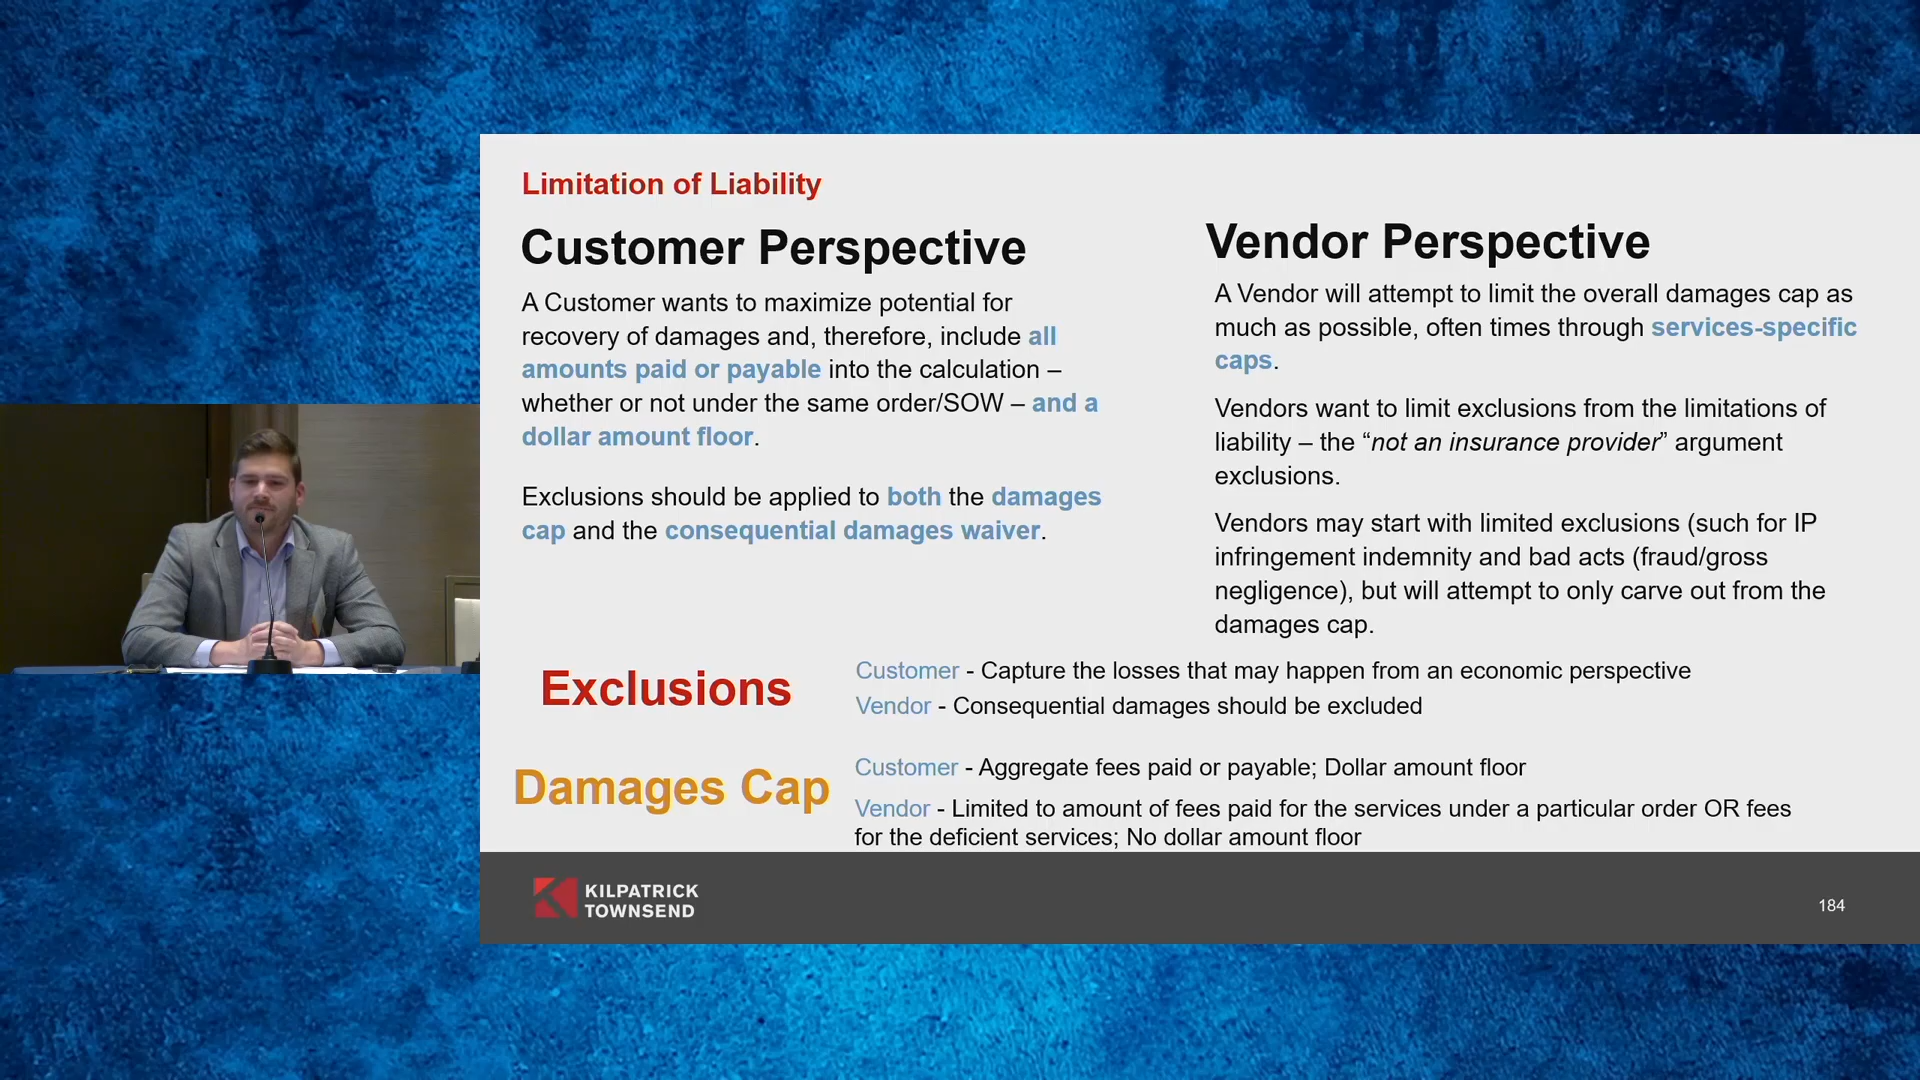 Limitation of Liability
Customer Perspective
A Customer wants to maximize potential for
recovery of damages and, therefore, include all
amounts paid or payable into the calculation –
whether or not under the same order/SOW – and a
dollar amount floor.
Exclusions should be applied to both the damages
cap and the consequential damages waiver.
Vendor Perspective
A Vendor will attempt to limit the overall damages cap as
much as possible, often times through services-specific
caps.
Vendors want to limit exclusions from the limitations of
liability – the “not an insurance provider” argument
exclusions.
Vendors may start with limited exclusions (such for IP
infringement indemnity and bad acts (fraud/gross
negligence), but will attempt to only carve out from the
damages cap.
Exclusions
Customer - Capture the losses that may happen from an economic perspective
Vendor - Consequential damages should be excluded
Damages Cap
Customer - Aggregate fees paid or payable; Dollar amount floor
Vendor - Limited to amount of fees paid for the services under a particular order OR fees
for the deficient services; No dollar amount floor
KILPATRICK
TOWNSEND
184